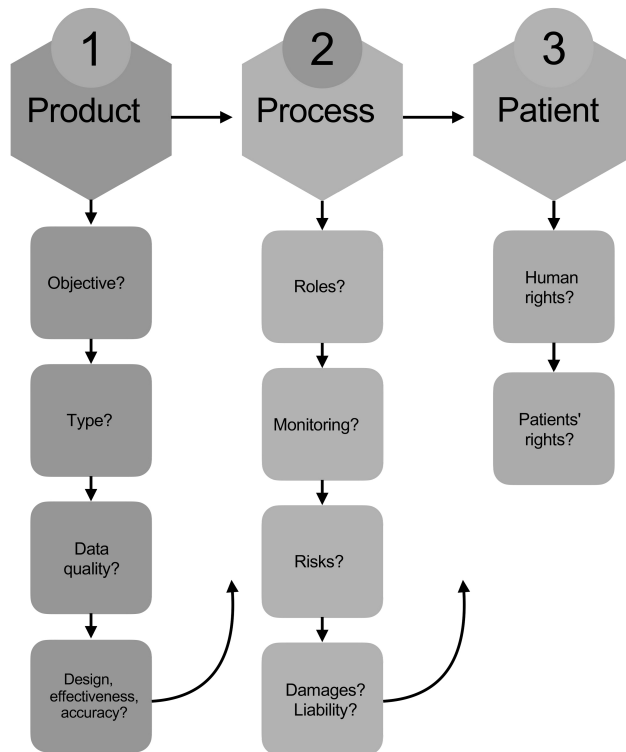 1
Product
Objective?
Type?
Data
quality?
Design,
effectiveness,
accuracy?
2
Process
Roles?
Monitoring?
Risks?
Damages?
Liability?
3
Patient
Human
rights?
Patients'
rights?